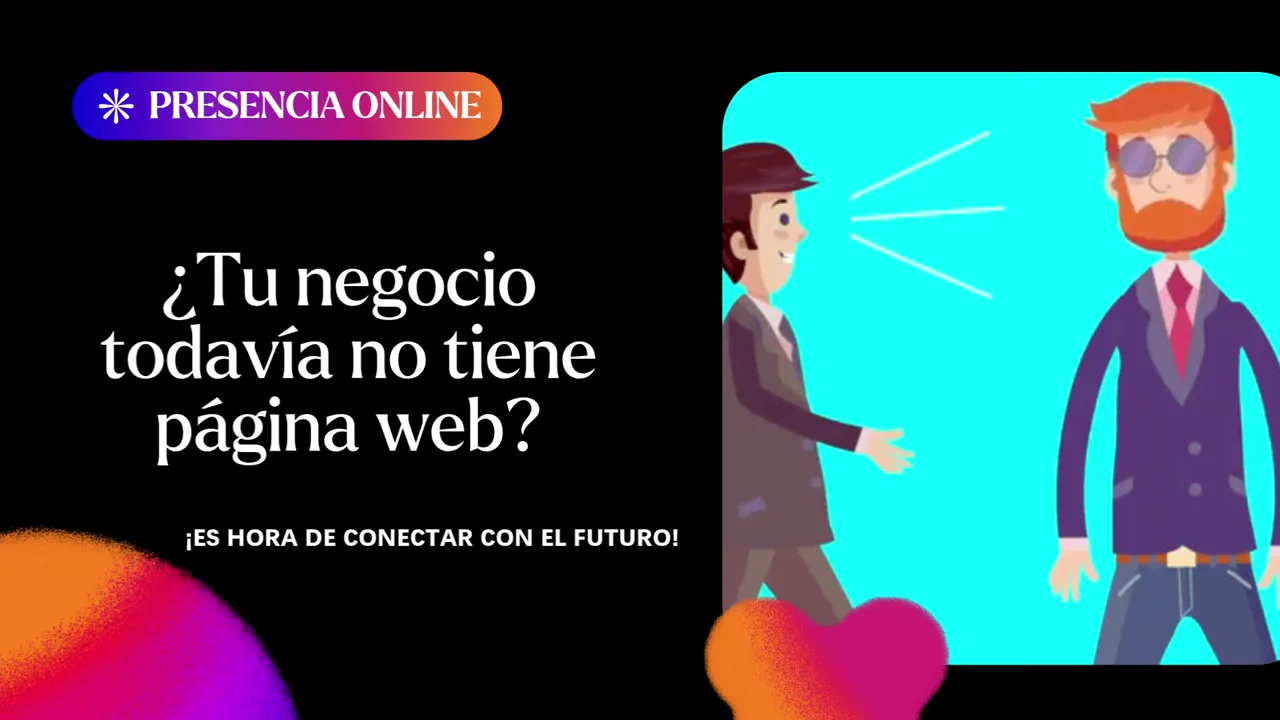 PRESENCIA ONLINE
¿Tu negocio
todavía no tiene
página web?
¡ES HORA DE CONECTAR CON EL FUTURO!